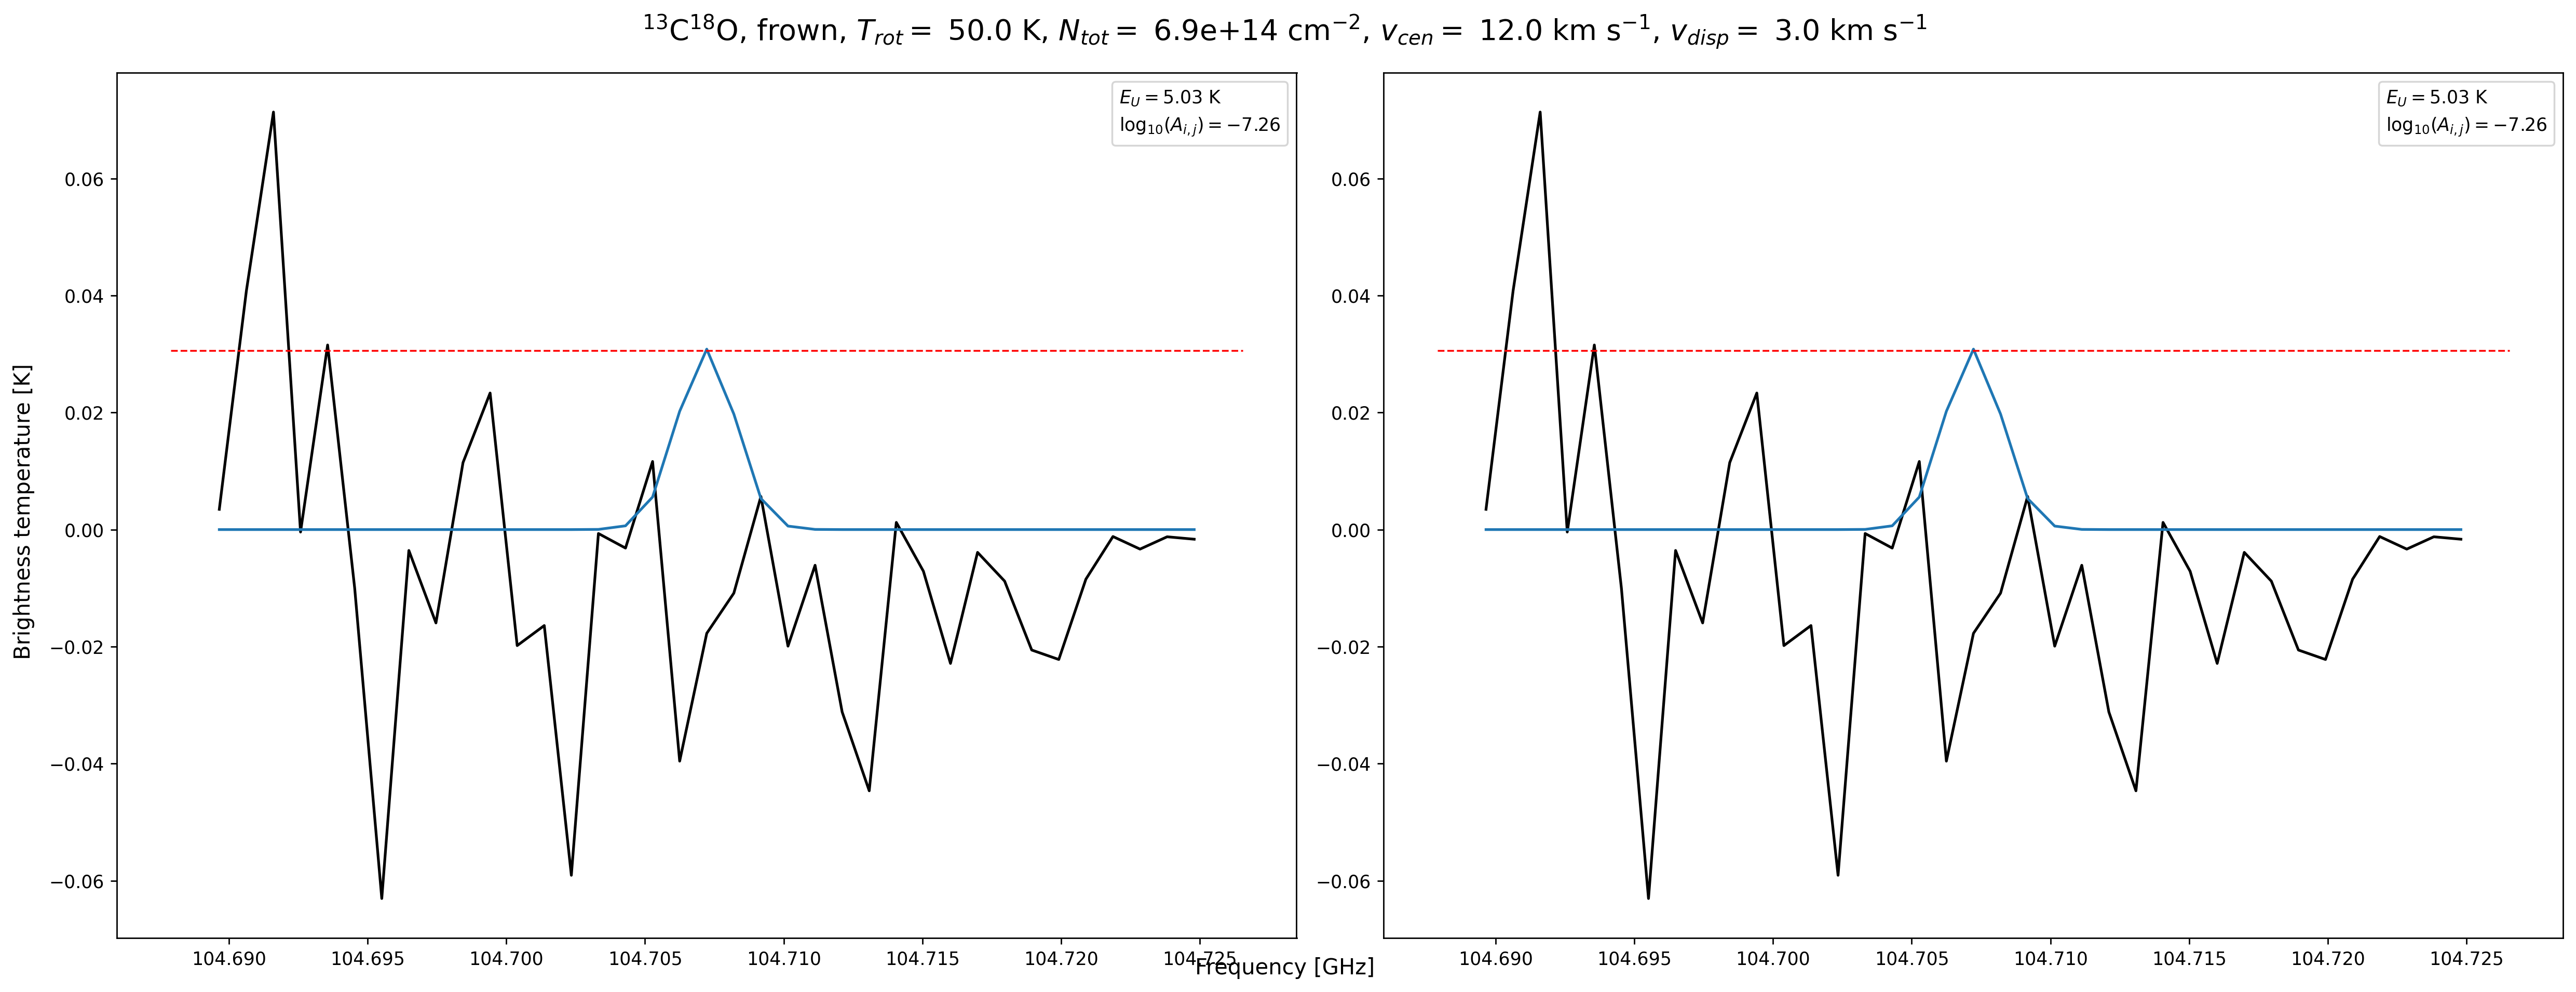 ¹³C¹⁸O, frown, T_rot = 50.0 K, N_tot = 6.9e+14 cm⁻², v_cen = 12.0 km s⁻¹, v_disp = 3.0 km s⁻¹
E_U = 5.03 K
log₁₀(A_i,j) = −7.26
E_U = 5.03 K
log₁₀(A_i,j) = −7.26
Brightness temperature [K]
0.06
0.04
0.02
0.00
−0.02
−0.04
−0.06
0.06
0.04
0.02
0.00
−0.02
−0.04
−0.06
104.690 104.695 104.700 104.705 104.710 104.715 104.720 104.725
104.690 104.695 104.700 104.705 104.710 104.715 104.720 104.725
Frequency [GHz]